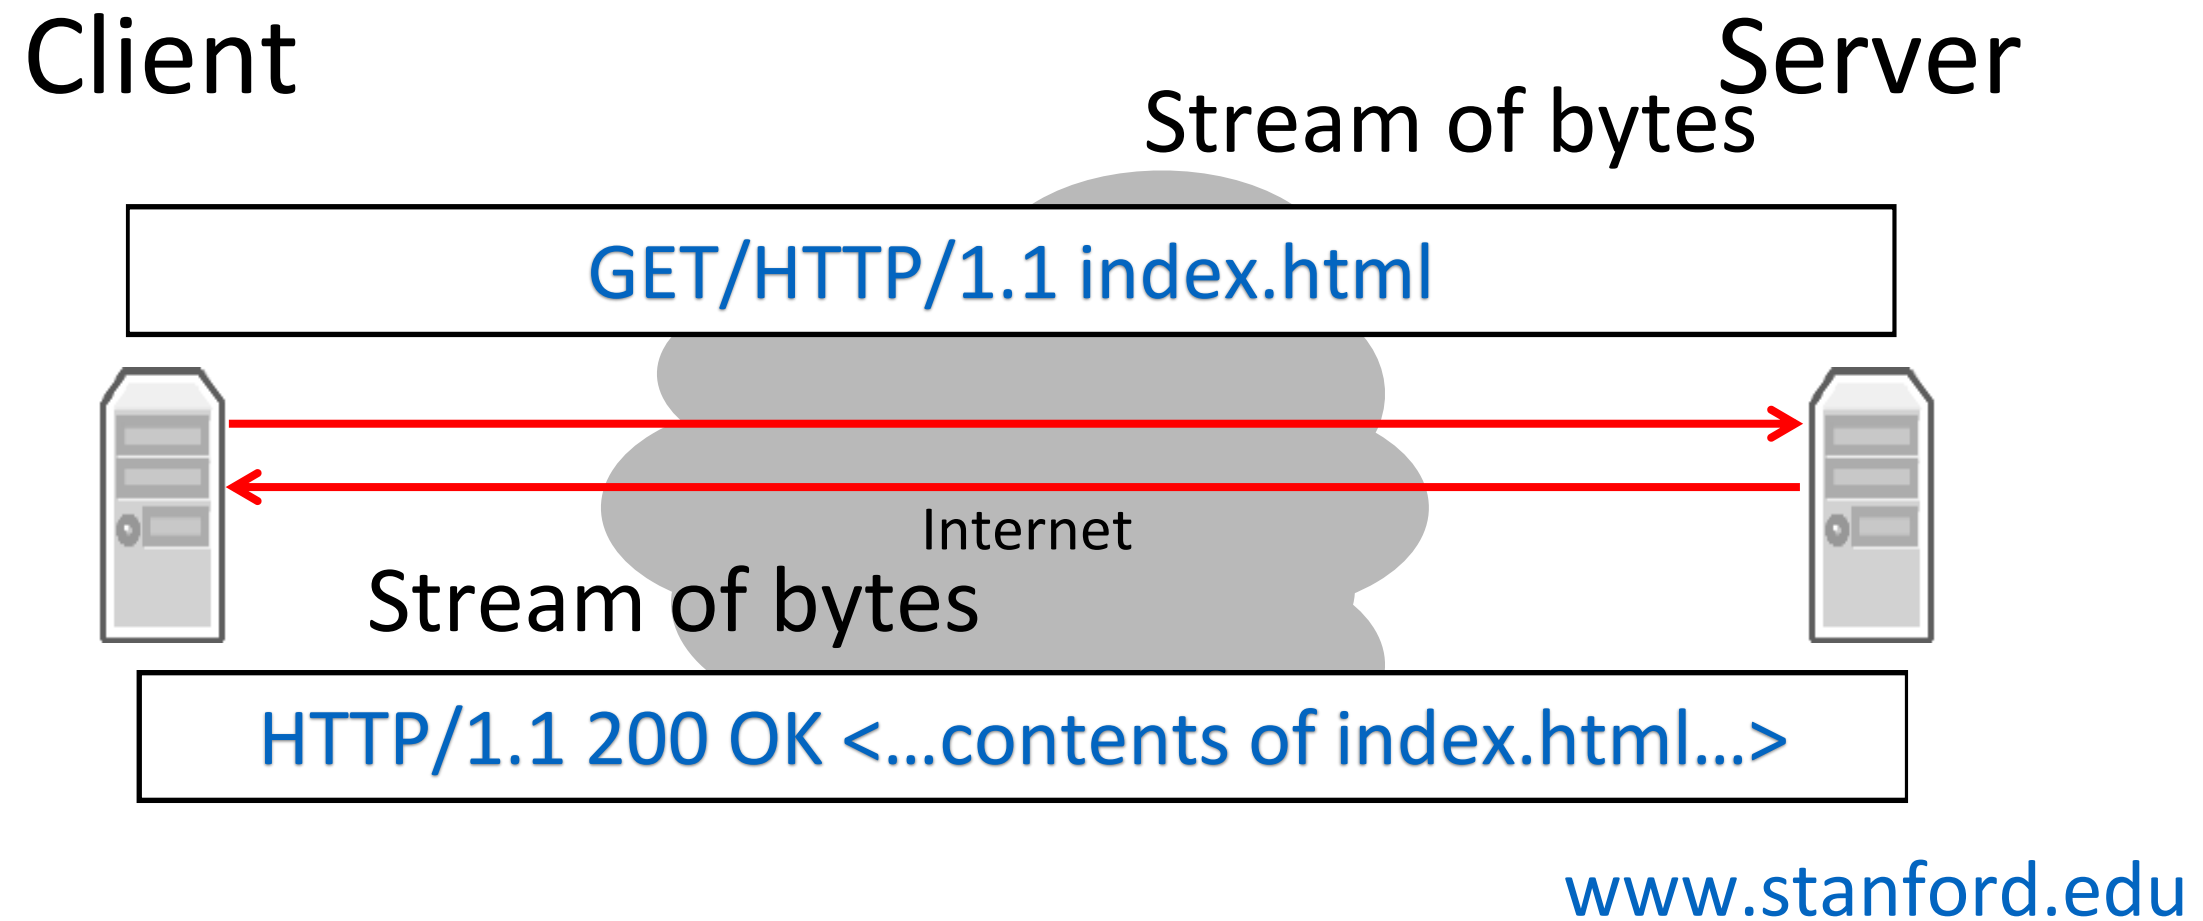 Client
Server
Stream of bytes
GET/HTTP/1.1 index.html
Internet
Stream of bytes
HTTP/1.1 200 OK <...contents of index.html...>
www.stanford.edu